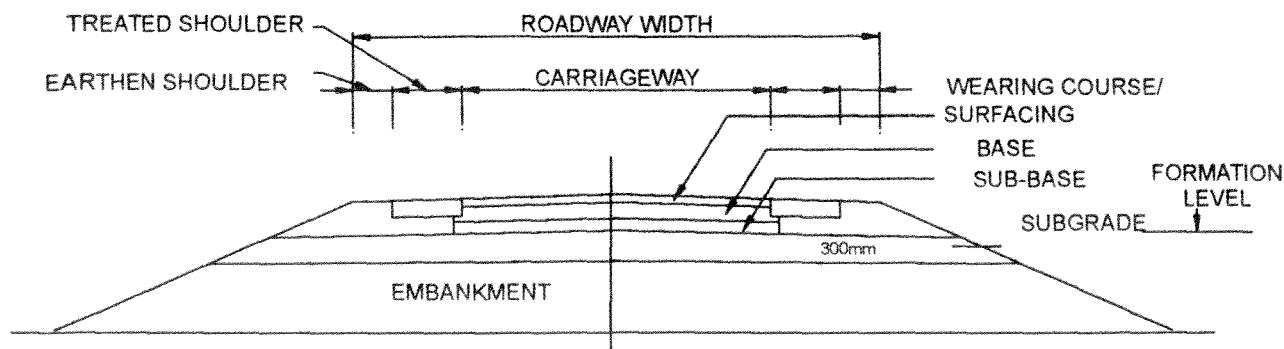 TREATED SHOULDER
ROADWAY WIDTH
EARTHEN SHOULDER
CARRIAGEWAY
WEARING COURSE/
SURFACING
BASE
SUB-BASE
FORMATION
LEVEL
SUBGRADE
300mm
EMBANKMENT